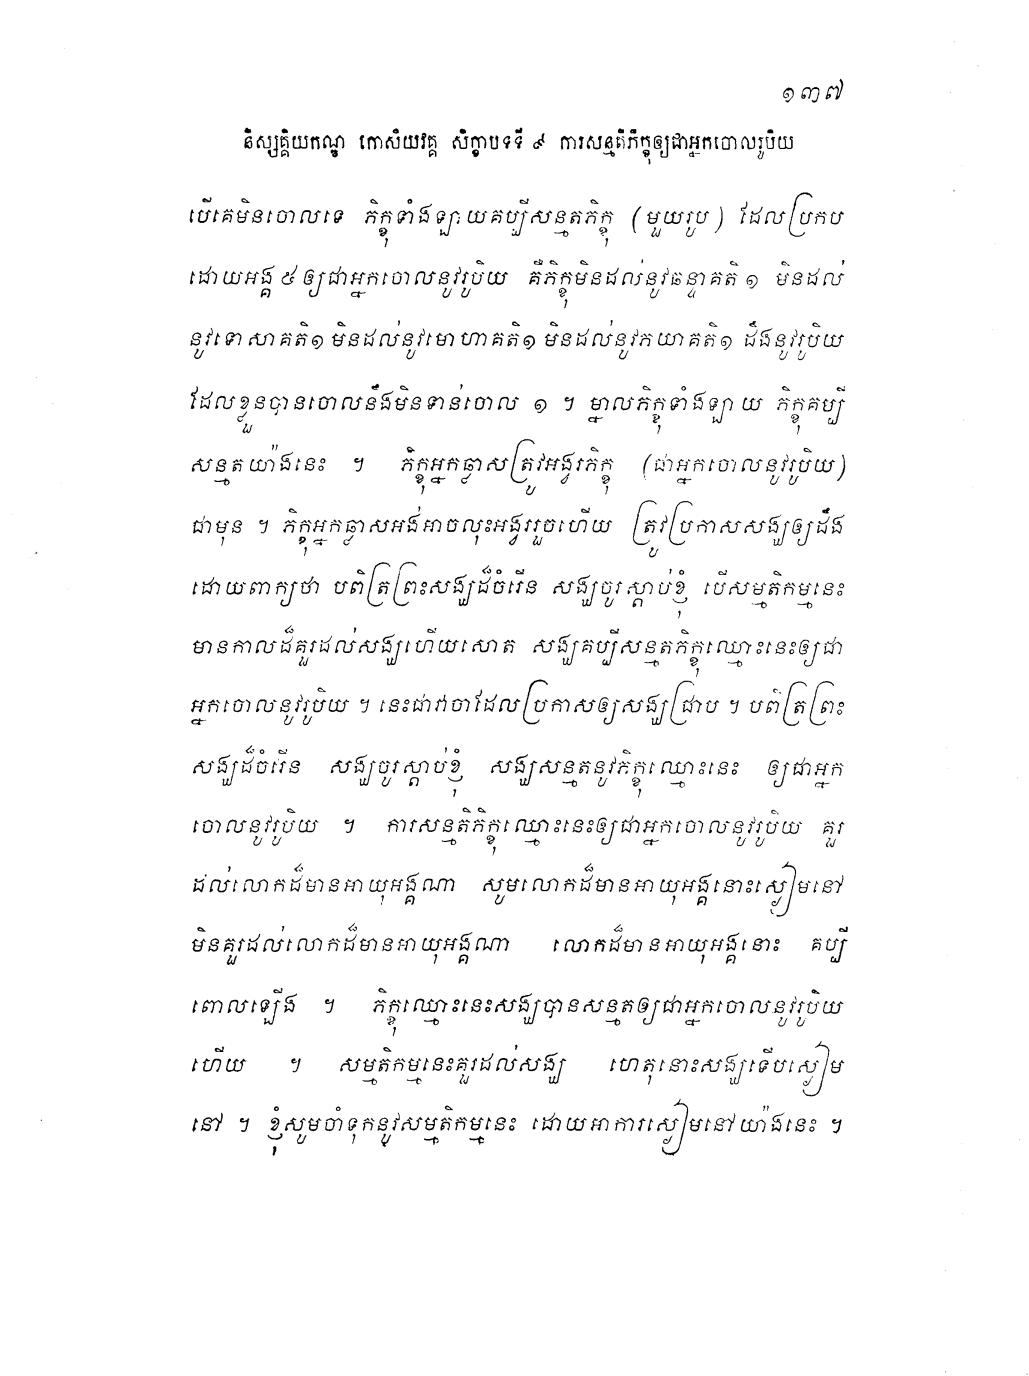 ១៣៧
និស្សគ្គិយកណ្ឌ កោសិយវគ្គ សិក្ខាបទទី ៩ ការសន្មតិភិក្ខុឲ្យជាអ្នកចោលរូបិយ
បើគេមិនចោលទេ ភិក្ខុទាំងឡាយគប្បីសន្មតភិក្ខុ (មួយរូប) ដែលប្រកប
ដោយអង្គ ៥ ឲ្យជាអ្នកចោលនូវរូបិយ គឺភិក្ខុមិនដល់នូវឆន្ទាគតិ ១ មិនដល់
នូវទោសាគតិ១ មិនដល់នូវមោហាគតិ១ មិនដល់នូវភយាគតិ១ ដឹងនូវរូបិយ
ដែលខ្លួនបានចោលនឹងមិនទាន់ចោល ១ ។ ម្នាលភិក្ខុទាំងឡាយ ភិក្ខុគប្បី
សន្មតយ៉ាងនេះ ។ ភិក្ខុអ្នកឆ្លាសត្រូវអង្វរភិក្ខុ (ជាអ្នកចោលនូវរូបិយ)
ជាមុន ។ ភិក្ខុអ្នកឆ្លាសអង់អាចលុះអង្វររួចហើយ ត្រូវប្រកាសសង្ឃឲ្យដឹង
ដោយពាក្យថា បពិត្រព្រះសង្ឃដ៏ចំរើន សង្ឃចូរស្តាប់ខ្ញុំ បើសម្មតិកម្មនេះ
មានកាលដ៏គួរដល់សង្ឃហើយសោត សង្ឃគប្បីសន្មតភិក្ខុឈ្មោះនេះឲ្យជា
អ្នកចោលនូវរូបិយ ។ នេះជាវាចាដែលប្រកាសឲ្យសង្ឃជ្រាប ។ បពិត្រព្រះ
សង្ឃដ៏ចំរើន សង្ឃចូរស្តាប់ខ្ញុំ សង្ឃសន្មតនូវភិក្ខុឈ្មោះនេះ ឲ្យជាអ្នក
ចោលនូវរូបិយ ។ ការសន្មតិភិក្ខុឈ្មោះនេះឲ្យជាអ្នកចោលនូវរូបិយ គួរ
ដល់លោកដ៏មានអាយុអង្គណា សូមលោកដ៏មានអាយុអង្គនោះស្ងៀមនៅ
មិនគួរដល់លោកដ៏មានអាយុអង្គណា លោកដ៏មានអាយុអង្គនោះ គប្បី
ពោលឡើង ។ ភិក្ខុឈ្មោះនេះសង្ឃបានសន្មតឲ្យជាអ្នកចោលនូវរូបិយ
ហើយ ។ សម្មតិកម្មនេះគួរដល់សង្ឃ ហេតុនោះសង្ឃទើបស្ងៀម
នៅ ។ ខ្ញុំសូមចាំទុកនូវសម្មតិកម្មនេះ ដោយអាការស្ងៀមនៅយ៉ាងនេះ ។